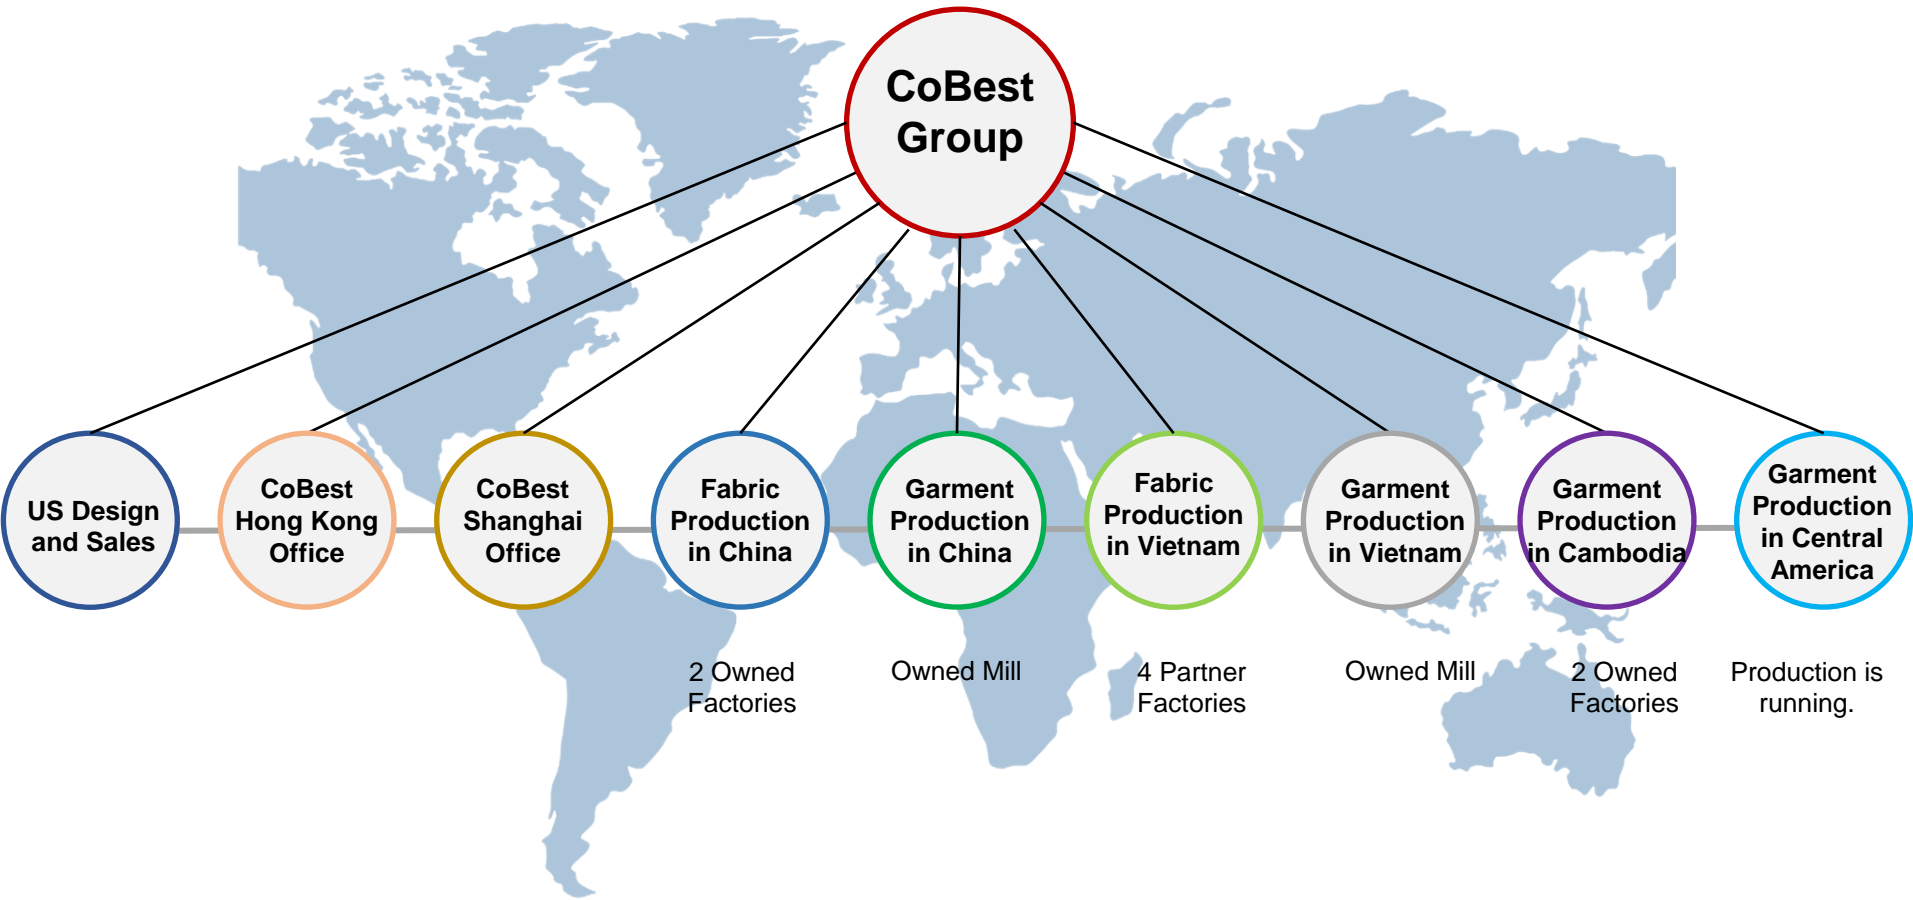 CoBest
Group
US Design
and Sales
CoBest
Hong Kong
Office
CoBest
Shanghai
Office
Fabric
Production
in China
Garment
Production
in China
Fabric
Production
in Vietnam
Garment
Production
in Vietnam
Garment
Production
in Cambodia
Garment
Production
in Central
America
2 Owned
Factories
Owned Mill
4 Partner
Factories
Owned Mill
2 Owned
Factories
Production is
running.